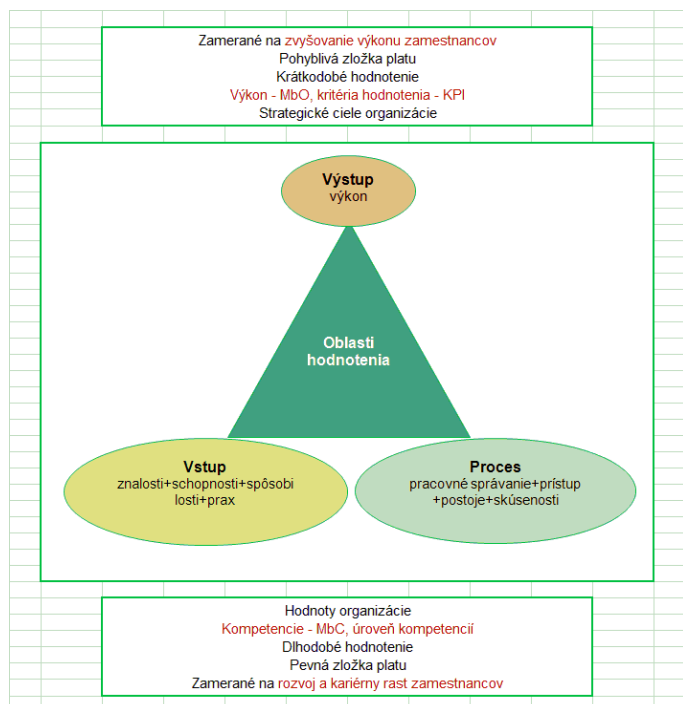 Zamerané na zvyšovanie výkonu zamestnancov
Pohyblivá zložka platu
Krátkodobé hodnotenie
Výkon - MbO, kritéria hodnotenia - KPI
Strategické ciele organizácie
Výstup
výkon
Oblasti
hodnotenia
Vstup
znalosti+schopnosti+spôsobi
losti+prax
Proces
pracovné správanie+prístup
+postoje+skúsenosti
Hodnoty organizácie
Kompetencie - MbC, úroveň kompetencií
Dlhodobé hodnotenie
Pevná zložka platu
Zamerané na rozvoj a kariérny rast zamestnancov